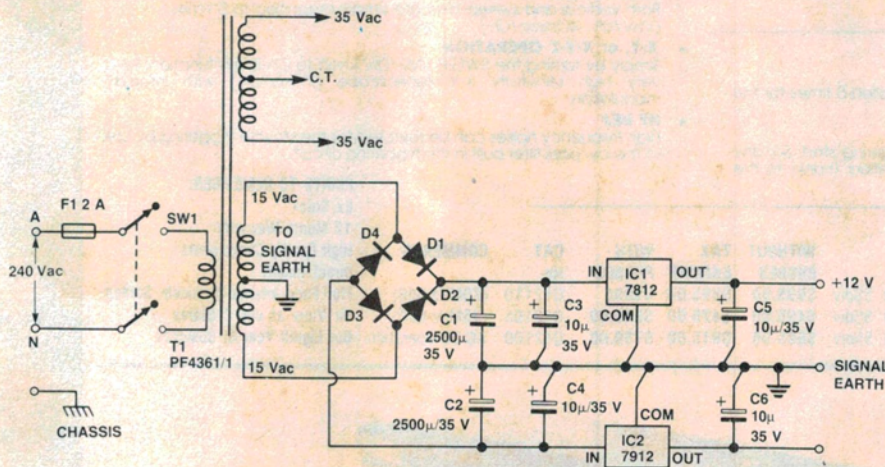 35 Vac
C.T.
35 Vac
15 Vac
A
F1 2 A
SW1
240 Vac
N
T1
PF4361/1
CHASSIS
TO
SIGNAL
EARTH
D4
D1
D3
D2
15 Vac
+
C1
2500µ
35 V
+
C3
10µ
35 V
IN
IC1
7812
OUT
COM
+
C5
10µ/35 V
+12 V
SIGNAL
EARTH
+
C2
2500µ/35 V
+
C4
10µ/35 V
COM
IN
IC2
7912
OUT
+
C6
10µ
35 V